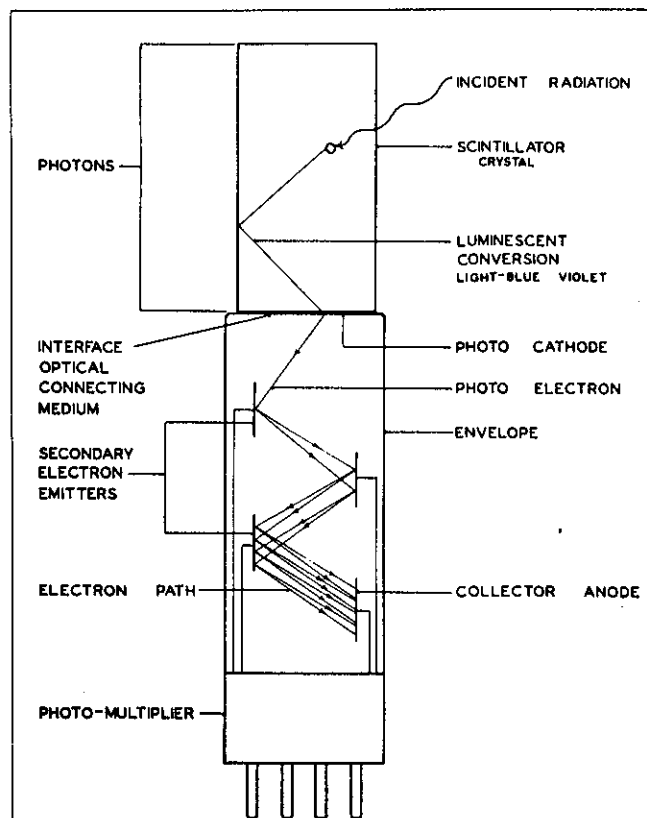 INCIDENT RADIATION
PHOTONS
SCINTILLATOR
CRYSTAL
LUMINESCENT
CONVERSION
LIGHT-BLUE VIOLET
INTERFACE
OPTICAL
CONNECTING
MEDIUM
PHOTO CATHODE
PHOTO ELECTRON
ENVELOPE
SECONDARY
ELECTRON
EMITTERS
ELECTRON PATH
COLLECTOR ANODE
PHOTO-MULTIPLIER